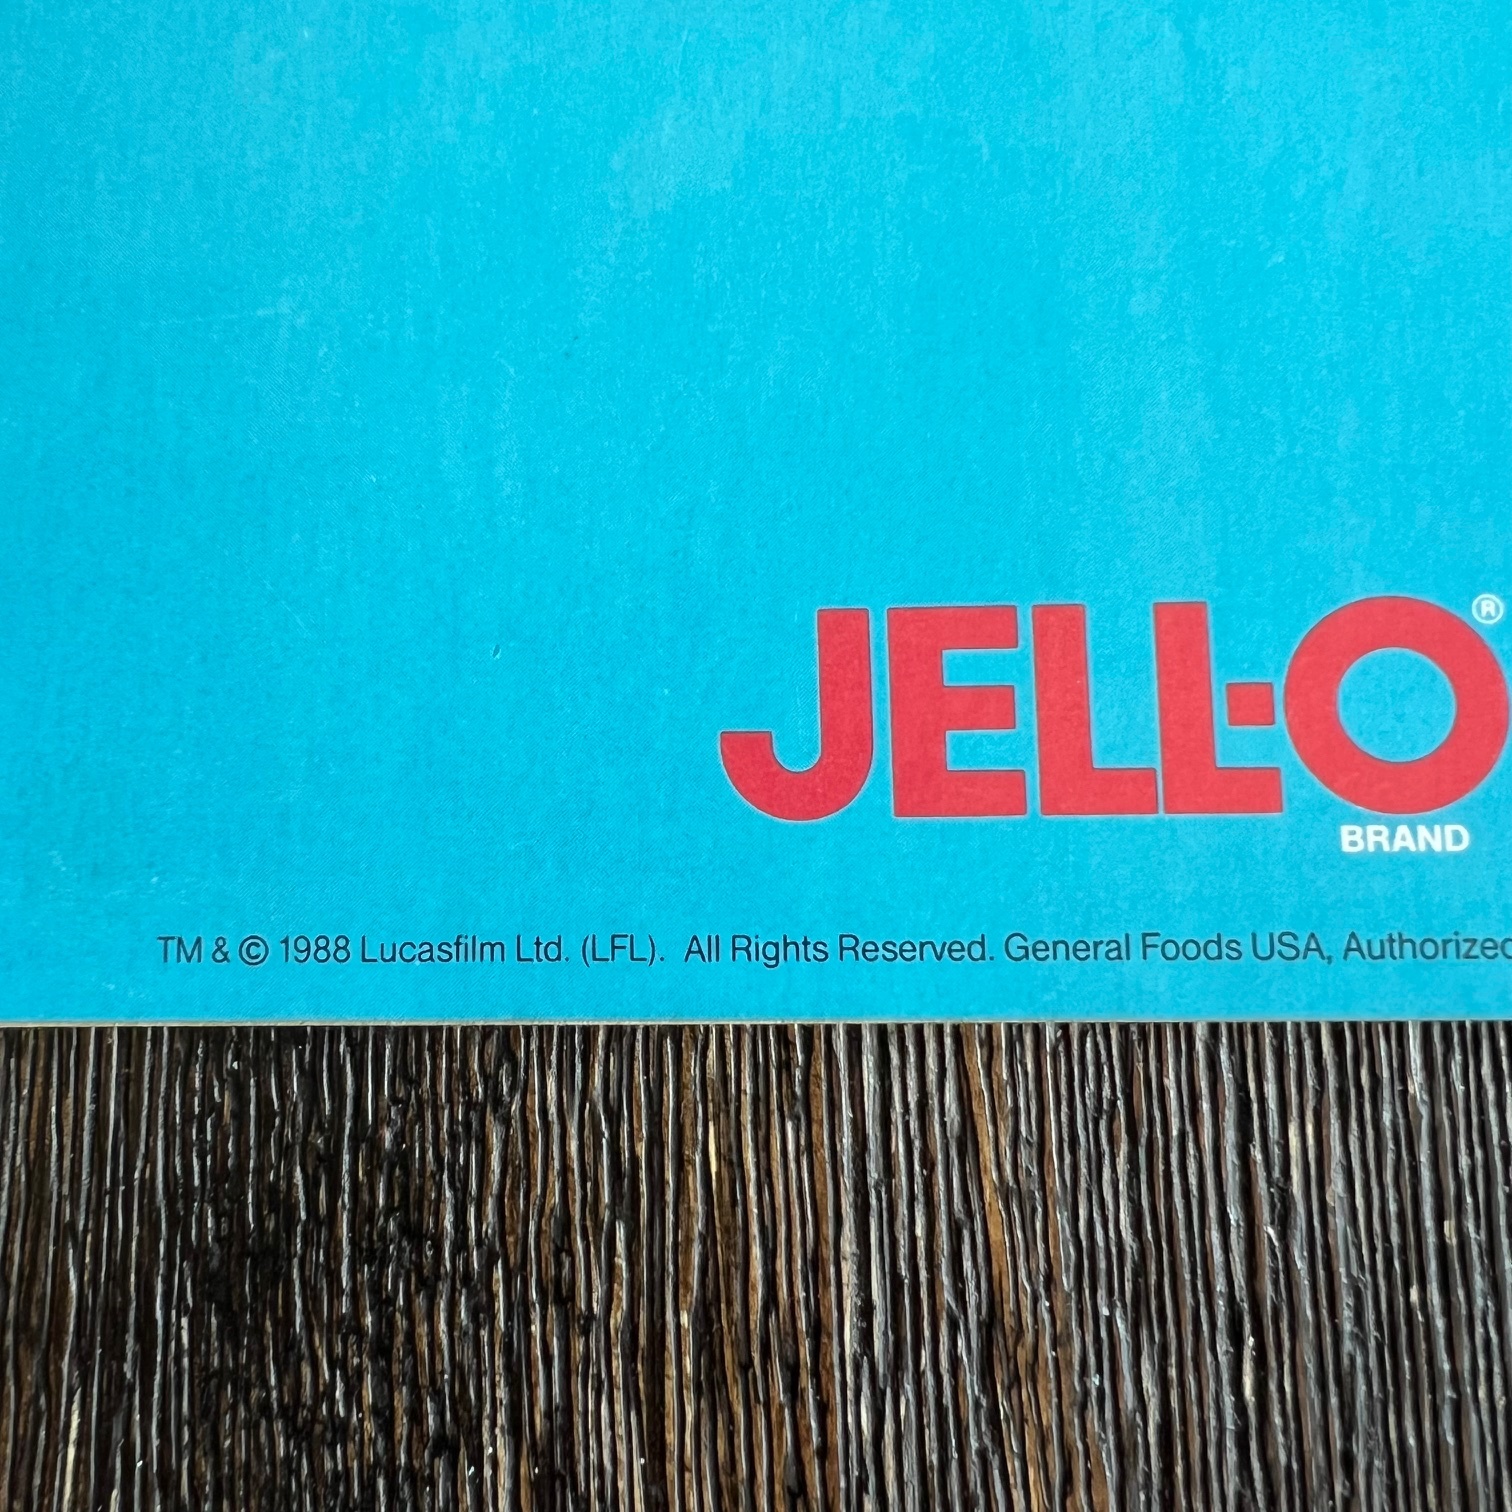 JELL-O®
BRAND
TM & © 1988 Lucasfilm Ltd. (LFL). All Rights Reserved. General Foods USA, Authorized